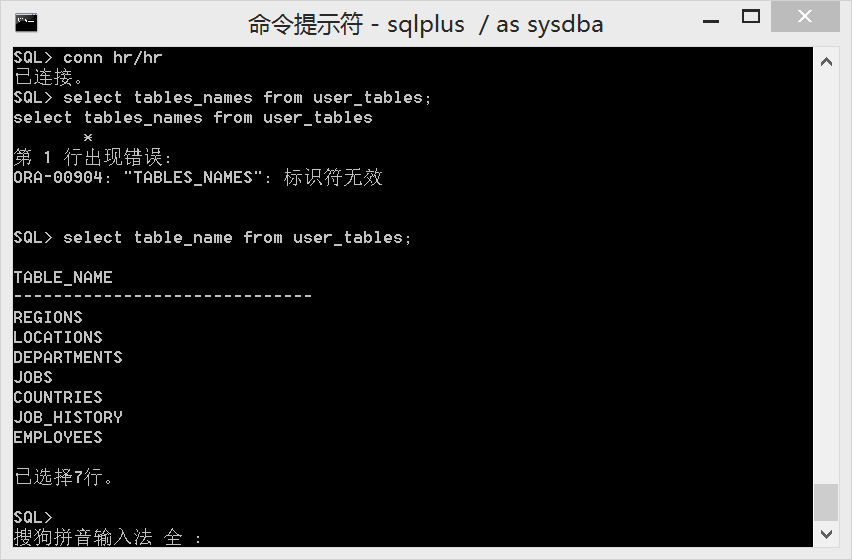 命令提示符 - sqlplus / as sysdba
SQL> conn hr/hr
已连接。
SQL> select tables_names from user_tables;
select tables_names from user_tables
       *
第 1 行出现错误:
ORA-00904: "TABLES_NAMES": 标识符无效
SQL> select table_name from user_tables;
TABLE_NAME
------------------------------
REGIONS
LOCATIONS
DEPARTMENTS
JOBS
COUNTRIES
JOB_HISTORY
EMPLOYEES
已选择7行。
SQL>
搜狗拼音输入法 全 :